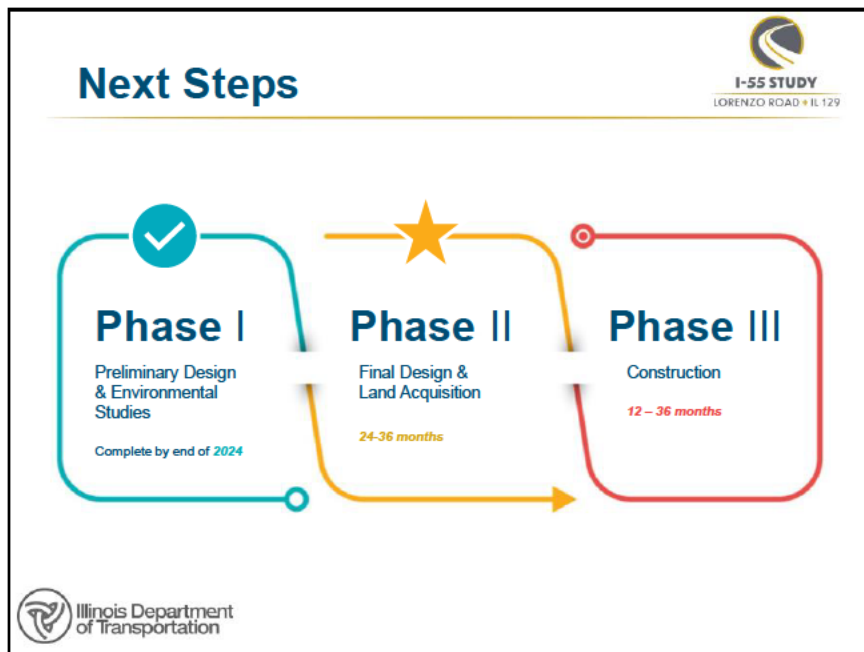 Next Steps
I-55 STUDY
LORENZO ROAD ♦ IL 129
Phase I
Preliminary Design
& Environmental
Studies
Complete by end of 2024
Phase II
Final Design &
Land Acquisition
24-36 months
Phase III
Construction
12 – 36 months
Illinois Department
of Transportation